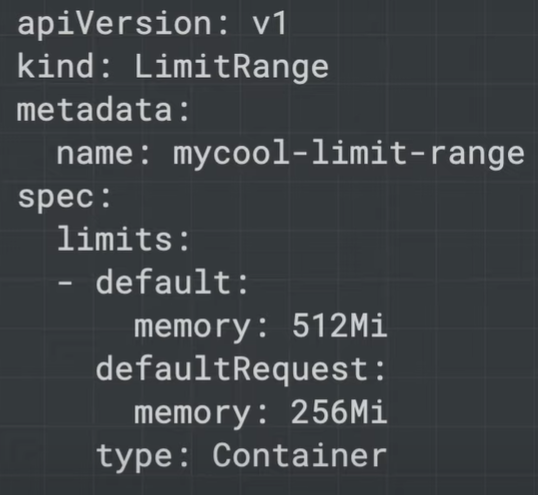 apiVersion: v1
kind: LimitRange
metadata:
  name: mycool-limit-range
spec:
  limits:
  - default:
      memory: 512Mi
    defaultRequest:
      memory: 256Mi
    type: Container